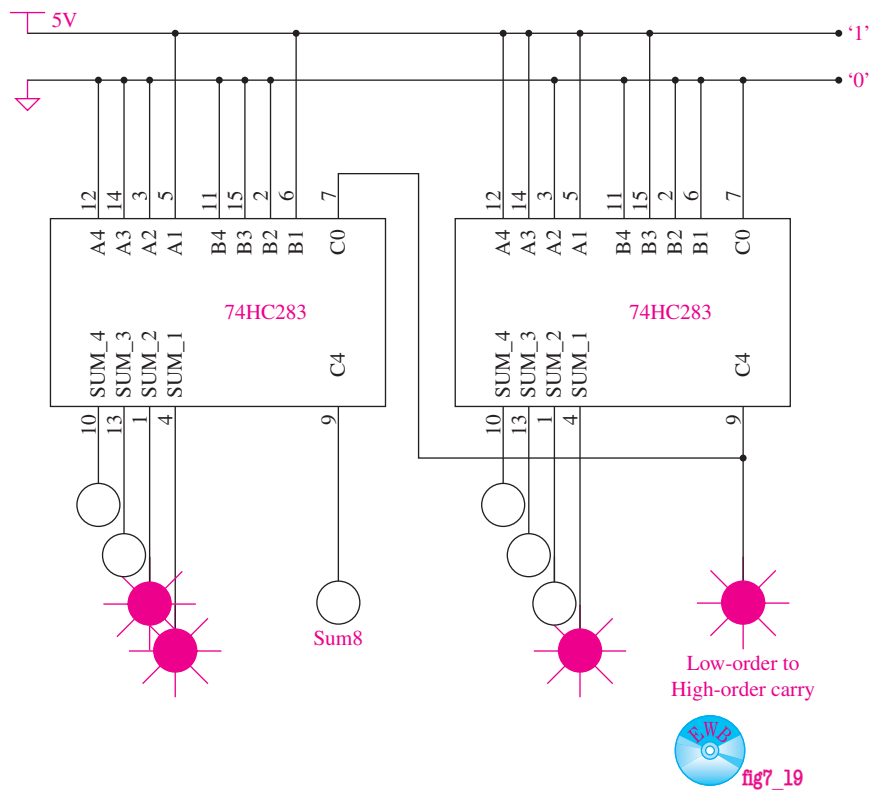 5V
‘1’
‘0’
12 14 3 5 11 15 2 6 7
A4 A3 A2 A1 B4 B3 B2 B1 C0
74HC283
SUM_4 SUM_3 SUM_2 SUM_1 C4
10 13 1 4 9
Sum8
12 14 3 5 11 15 2 6 7
A4 A3 A2 A1 B4 B3 B2 B1 C0
74HC283
SUM_4 SUM_3 SUM_2 SUM_1 C4
10 13 1 4 9
Low-order to
High-order carry
EWB
fig7_19